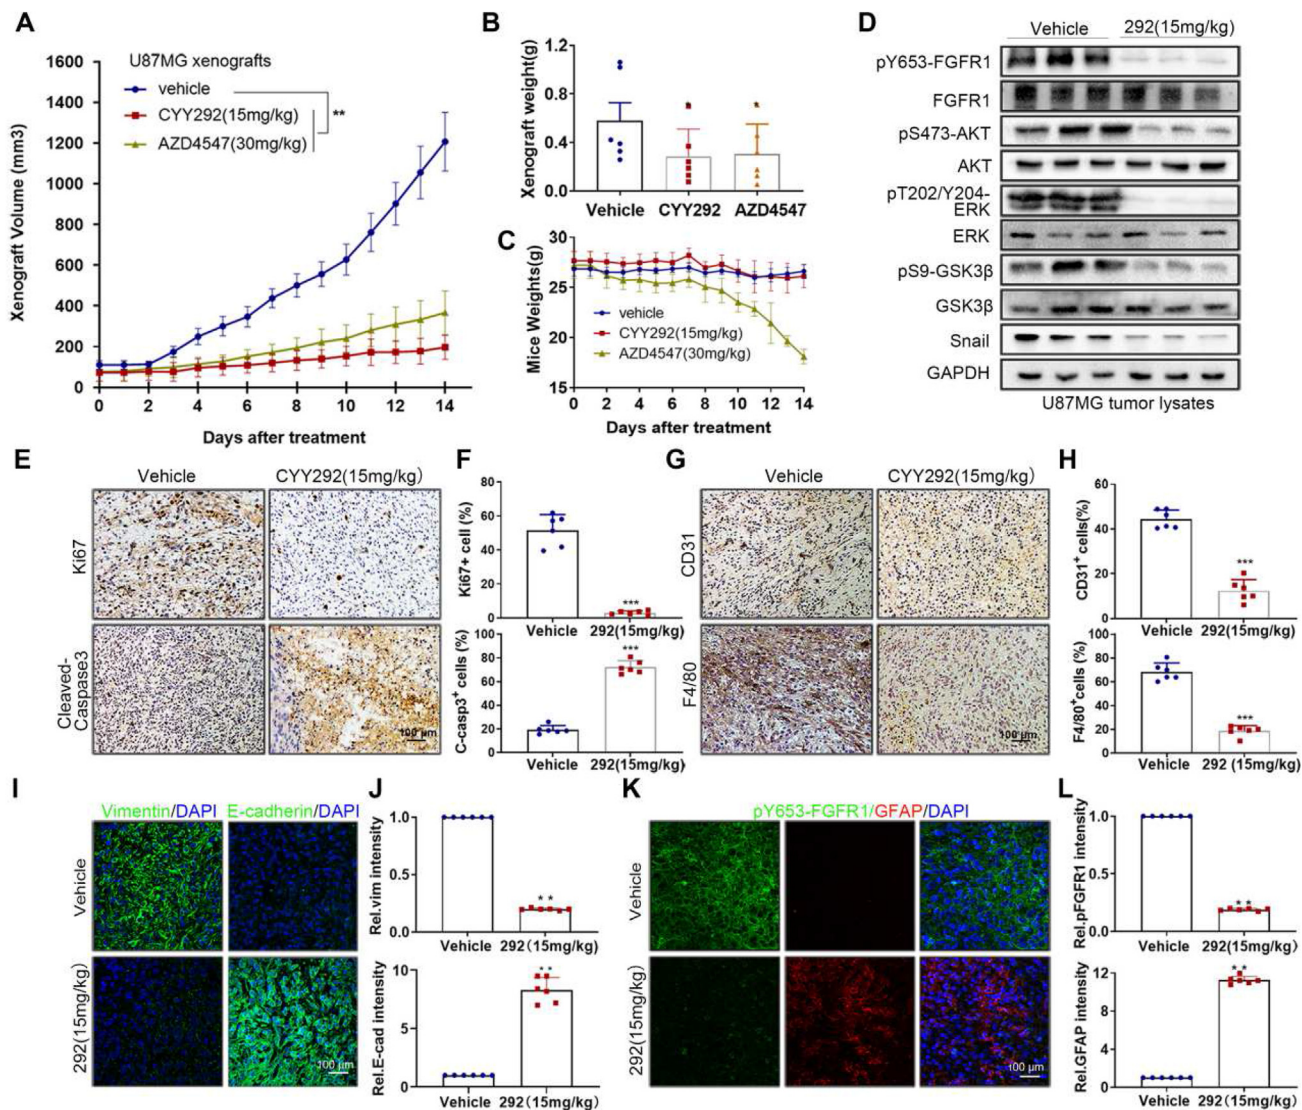 A
U87MG xenografts
vehicle
CYY292(15mg/kg)
AZD4547(30mg/kg)
**
Xenograft Volume (mm3)
1600
1400
1200
1000
800
600
400
200
0
0 2 4 6 8 10 12 14
Days after treatment
B
Xenograft weight(g)
1.2
0.8
0.4
0.0
Vehicle CYY292 AZD4547
C
Mice Weights(g)
30
25
20
15
vehicle
CYY292(15mg/kg)
AZD4547(30mg/kg)
0 2 4 6 8 10 12 14
Days after treatment
D
Vehicle 292(15mg/kg)
pY653-FGFR1
FGFR1
pS473-AKT
AKT
pT202/Y204-
ERK
ERK
pS9-GSK3β
GSK3β
Snail
GAPDH
U87MG tumor lysates
E
Vehicle CYY292(15mg/kg)
Ki67
Cleaved-
Caspase3
100 μm
F
Ki67+ cell (%)
80
60
40
20
0
***
Vehicle 292(15mg/kg)
C-casp3+ cells (%)
100
80
60
40
20
0
***
Vehicle 292(15mg/kg)
G
Vehicle CYY292(15mg/kg)
CD31
F4/80
100 μm
H
CD31+ cells(%)
60
40
20
0
***
Vehicle 292(15mg/kg)
F4/80+cells (%)
100
80
60
40
20
0
***
Vehicle 292 (15mg/kg)
I
Vimentin/DAPI E-cadherin/DAPI
Vehicle
292(15mg/kg)
100 μm
J
Rel.vim intensity
1.0
0.5
0.0
**
Vehicle 292(15mg/kg)
Rel.E-cad intensity
10
5
0
**
Vehicle 292(15mg/kg)
K
pY653-FGFR1/GFAP/DAPI
Vehicle
292(15mg/kg)
100 μm
L
Rel.pFGFR1 intensity
1.0
0.5
0.0
**
Vehicle 292(15mg/kg)
Rel.GFAP intensity
12
8
4
0
**
Vehicle 292(15mg/kg)